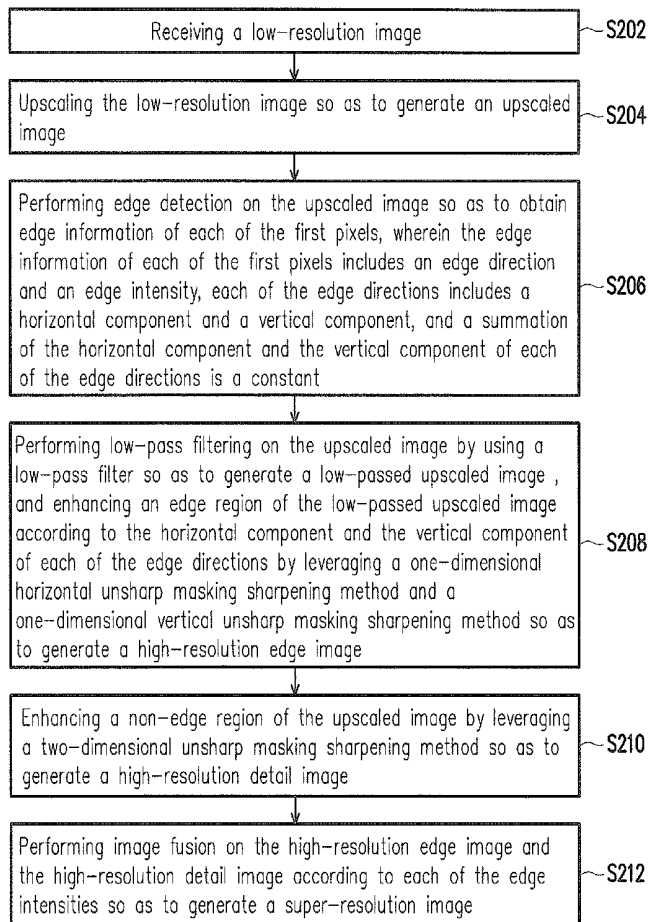 Receiving a low-resolution image
S202
Upscaling the low-resolution image so as to generate an upscaled
image
S204
Performing edge detection on the upscaled image so as to obtain
edge information of each of the first pixels, wherein the edge
information of each of the first pixels includes an edge direction
and an edge intensity, each of the edge directions includes a
horizontal component and a vertical component, and a summation
of the horizontal component and the vertical component of each
of the edge directions is a constant
S206
Performing low-pass filtering on the upscaled image by using a
low-pass filter so as to generate a low-passed upscaled image ,
and enhancing an edge region of the low-passed upscaled image
according to the horizontal component and the vertical component
of each of the edge directions by leveraging a one-dimensional
horizontal unsharp masking sharpening method and a
one-dimensional vertical unsharp masking sharpening method so as
to generate a high-resolution edge image
S208
Enhancing a non-edge region of the upscaled image by leveraging
a two-dimensional unsharp masking sharpening method so as to
generate a high-resolution detail image
S210
Performing image fusion on the high-resolution edge image and
the high-resolution detail image according to each of the edge
intensities so as to generate a super-resolution image
S212